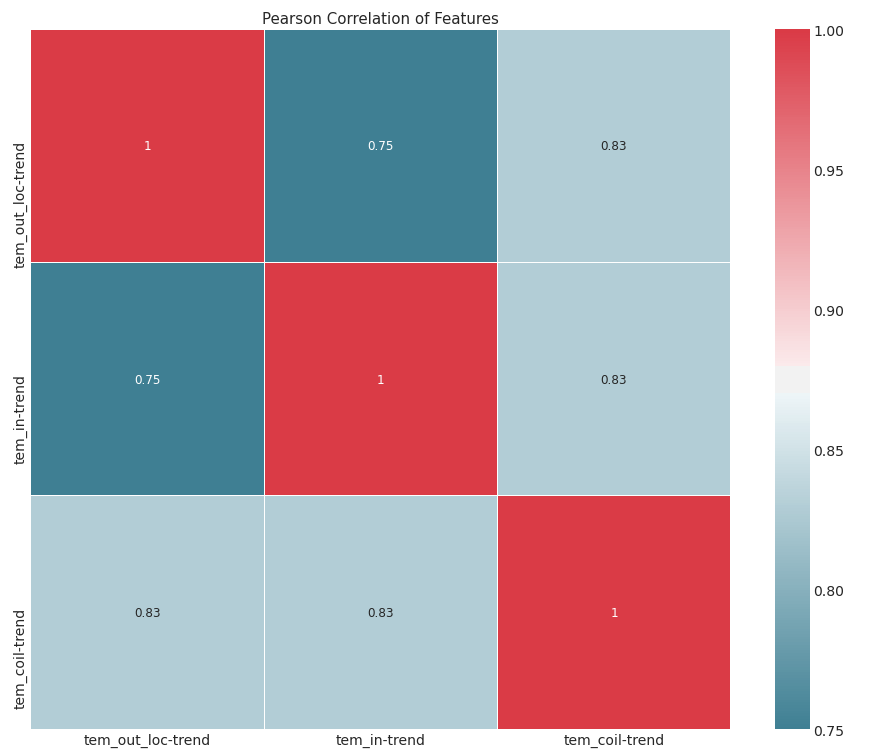 Pearson Correlation of Features
tem_out_loc-trend
1
0.75
0.83
tem_in-trend
0.75
1
0.83
tem_coil-trend
0.83
0.83
1
tem_out_loc-trend
tem_in-trend
tem_coil-trend
1.00
0.95
0.90
0.85
0.80
0.75